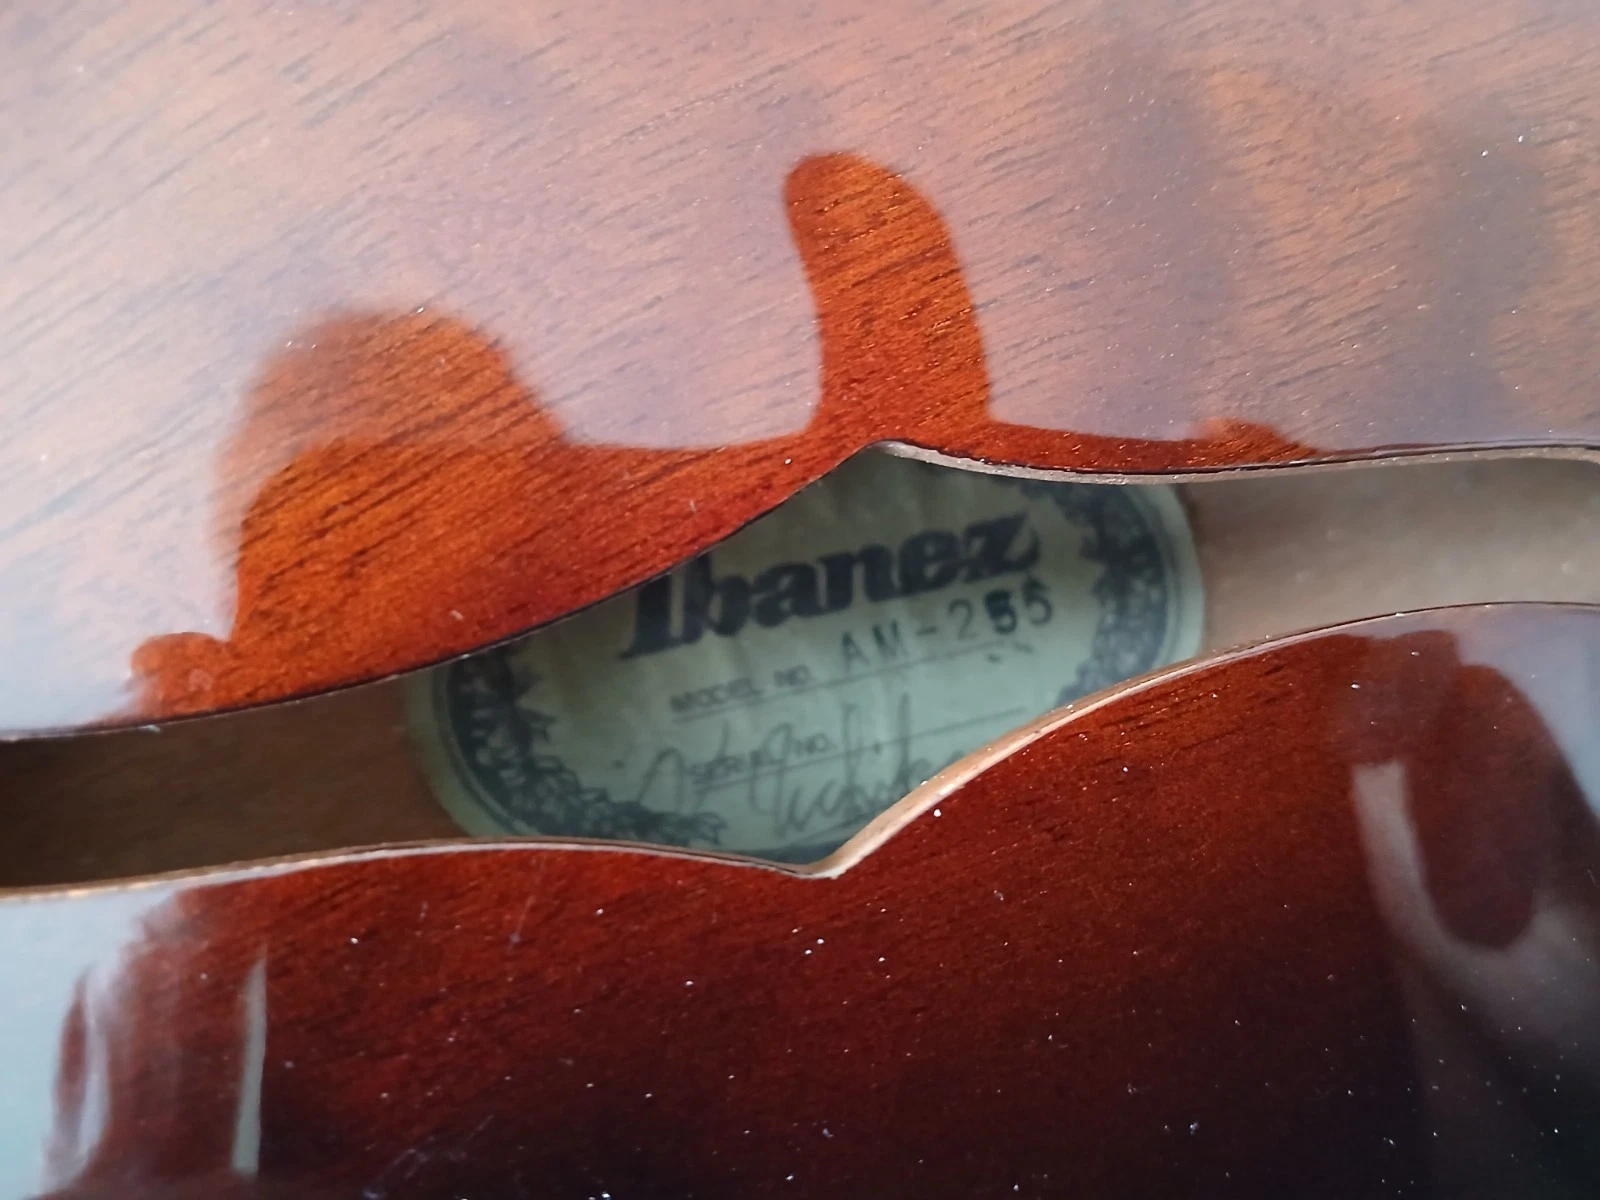 Ibanez
MODEL NO. AM-255
SERIAL NO.